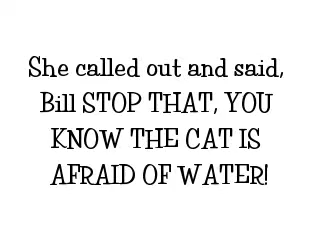 She called out and said,
Bill STOP THAT, YOU
KNOW THE CAT IS
AFRAID OF WATER!